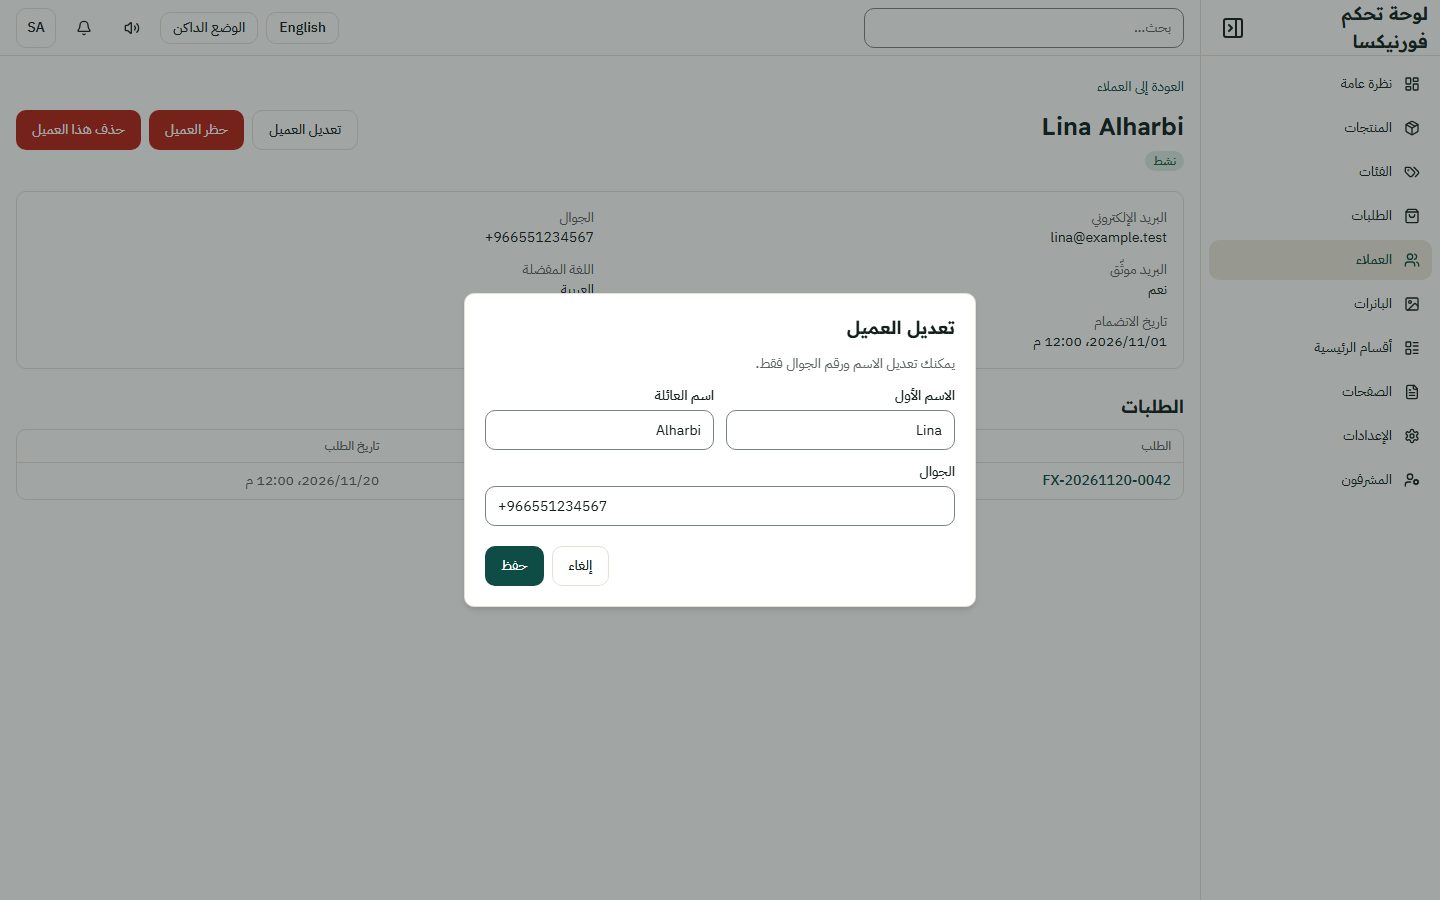 لوحة تحكم
فورنيكسا
بحث...
English
الوضع الداكن
SA
نظرة عامة
المنتجات
الفئات
الطلبات
العملاء
البانرات
أقسام الرئيسية
الصفحات
الإعدادات
المشرفون
العودة إلى العملاء
Lina Alharbi
نشط
تعديل العميل
حظر العميل
حذف هذا العميل
البريد الإلكتروني
lina@example.test
الجوال
+966551234567
البريد موثّق
نعم
اللغة المفضلة
العربية
تاريخ الانضمام
2026/11/01، 12:00 م
الطلبات
الطلب
تاريخ الطلب
FX-20261120-0042
2026/11/20، 12:00 م
تعديل العميل
يمكنك تعديل الاسم ورقم الجوال فقط.
الاسم الأول
اسم العائلة
Lina
Alharbi
الجوال
+966551234567
إلغاء
حفظ